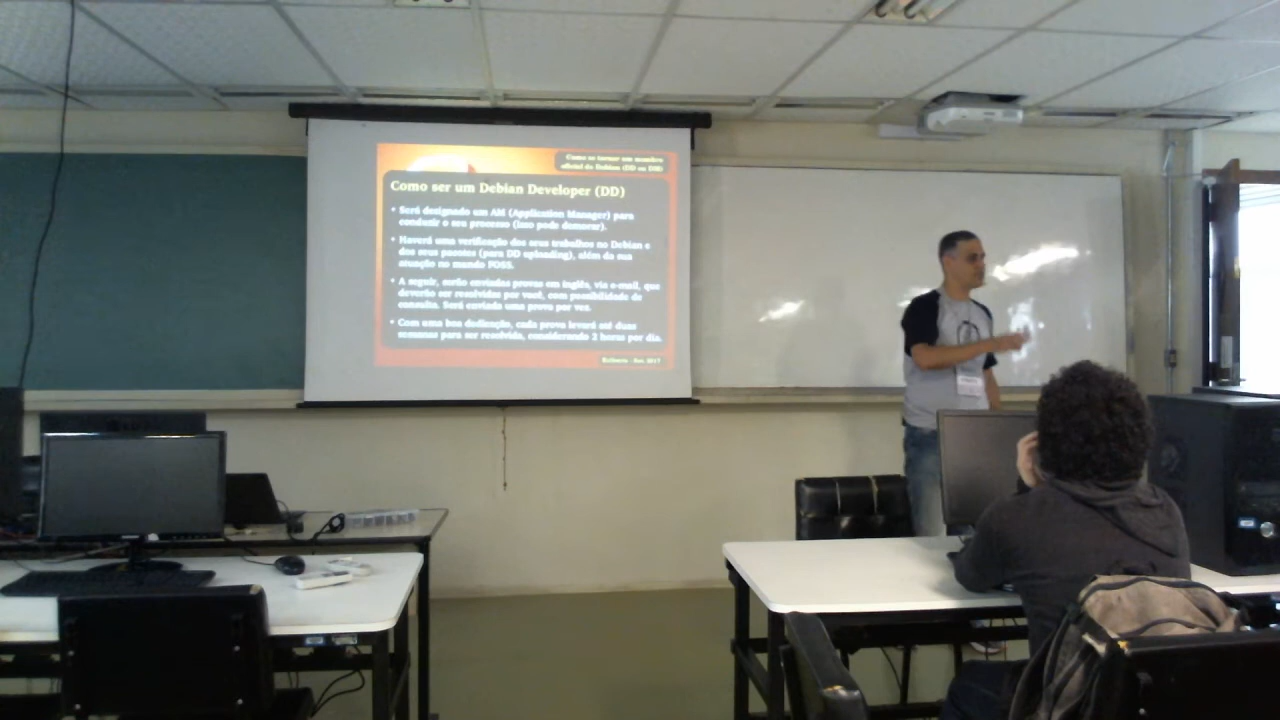 Como se tornar um membro
oficial do Debian (DD ou DM)
Como ser um Debian Developer (DD)
• Será designado um AM (Application Manager) para
conduzir o seu processo (isso pode demorar).
• Haverá uma verificação dos seus trabalhos no Debian e
dos seus pacotes (para DD uploading), além da sua
atuação no mundo FOSS.
• A seguir, serão enviadas provas em inglês, via e-mail, que
deverão ser resolvidas por você, com possibilidade de
consulta. Será enviada uma prova por vez.
• Com uma boa dedicação, cada prova levará até duas
semanas para ser resolvida, considerando 2 horas por dia.
2017